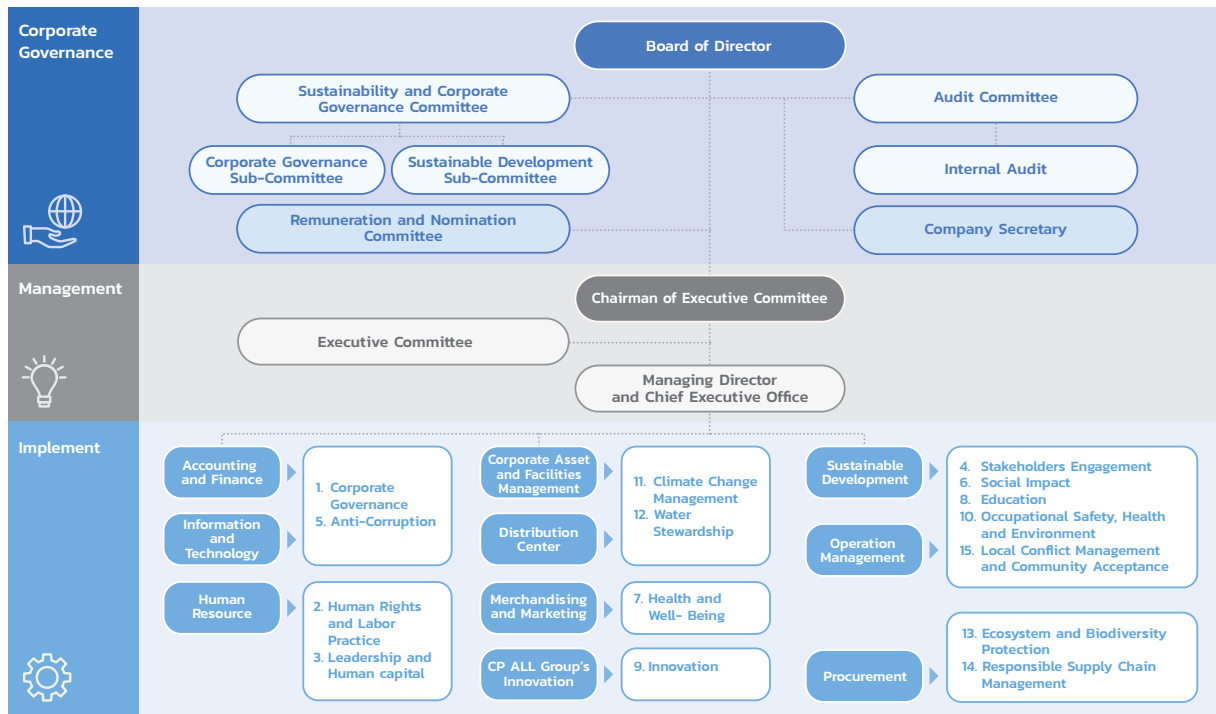 Corporate
Governance
Board of Director
Sustainability and Corporate
Governance Committee
Audit Committee
Corporate Governance
Sub-Committee
Sustainable Development
Sub-Committee
Internal Audit
Remuneration and Nomination
Committee
Company Secretary
Management
Chairman of Executive Committee
Executive Committee
Managing Director
and Chief Executive Office
Implement
Accounting
and Finance
Information
and
Technology
1. Corporate
Governance
5. Anti-Corruption
Human
Resource
2. Human Rights
and Labor
Practice
3. Leadership and
Human capital
Corporate Asset
and Facilities
Management
Distribution
Center
11. Climate Change
Management
12. Water
Stewardship
Merchandising
and Marketing
7. Health and
Well- Being
CP ALL Group's
Innovation
9. Innovation
Sustainable
Development
Operation
Management
4. Stakeholders Engagement
6. Social Impact
8. Education
10. Occupational Safety, Health
and Environment
15. Local Conflict Management
and Community Acceptance
Procurement
13. Ecosystem and Biodiversity
Protection
14. Responsible Supply Chain
Management